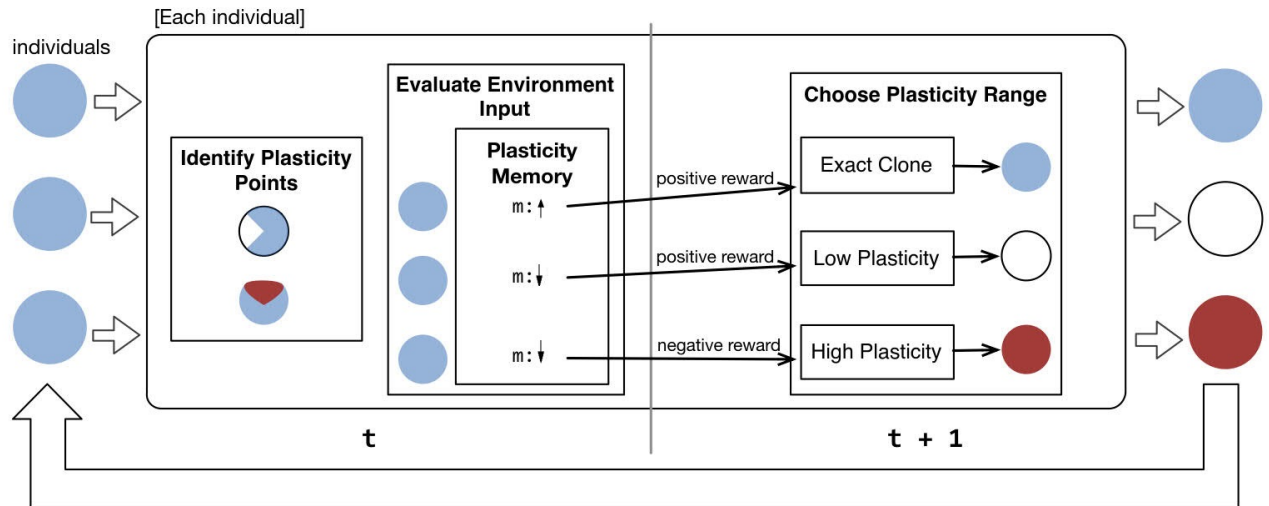 [Each individual]
individuals
Identify Plasticity
Points
Evaluate Environment
Input
Plasticity
Memory
m:↑
m:↓
m:↓
positive reward
positive reward
negative reward
Choose Plasticity Range
Exact Clone
Low Plasticity
High Plasticity
t
t + 1